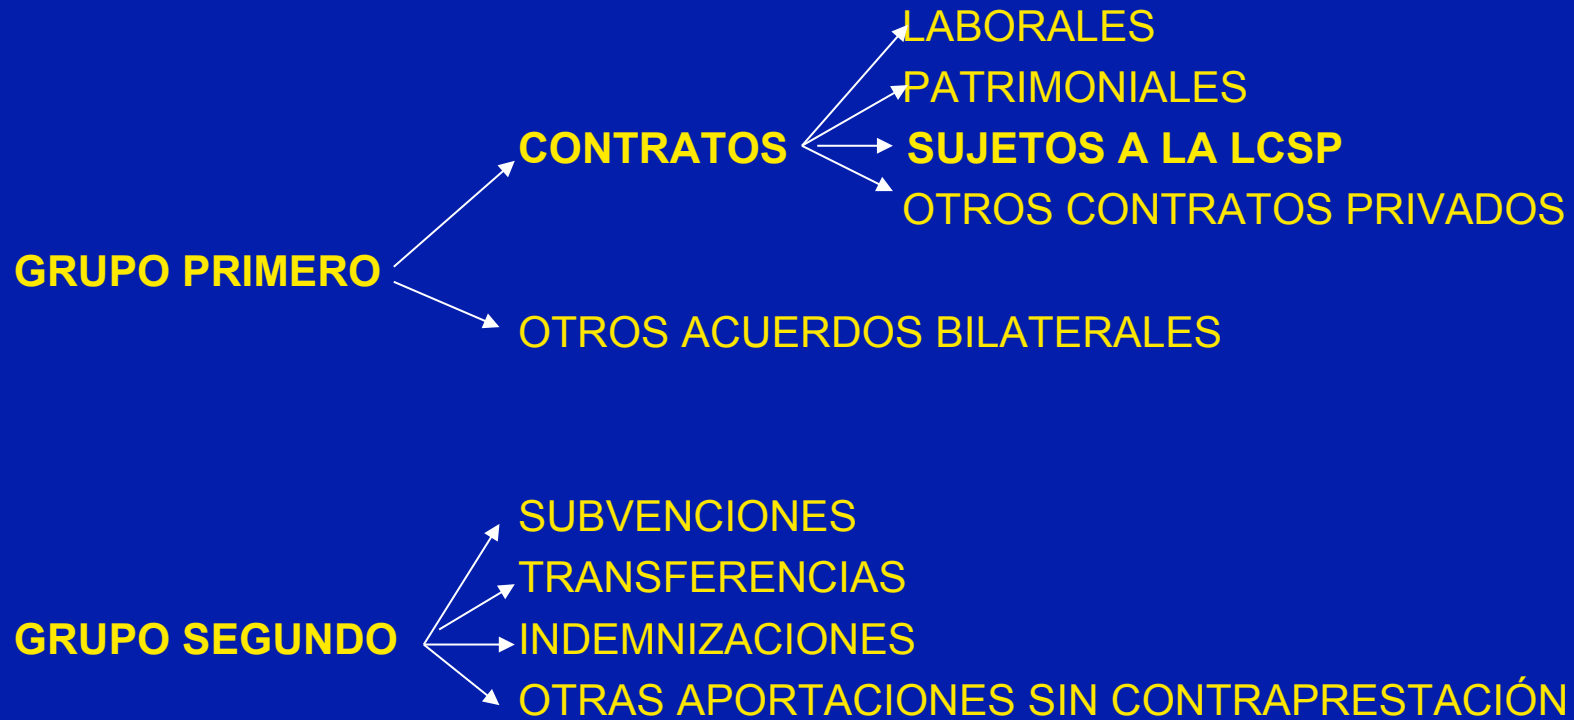 LABORALES
PATRIMONIALES
CONTRATOS SUJETOS A LA LCSP
OTROS CONTRATOS PRIVADOS
GRUPO PRIMERO
OTROS ACUERDOS BILATERALES
SUBVENCIONES
TRANSFERENCIAS
GRUPO SEGUNDO INDEMNIZACIONES
OTRAS APORTACIONES SIN CONTRAPRESTACIÓN